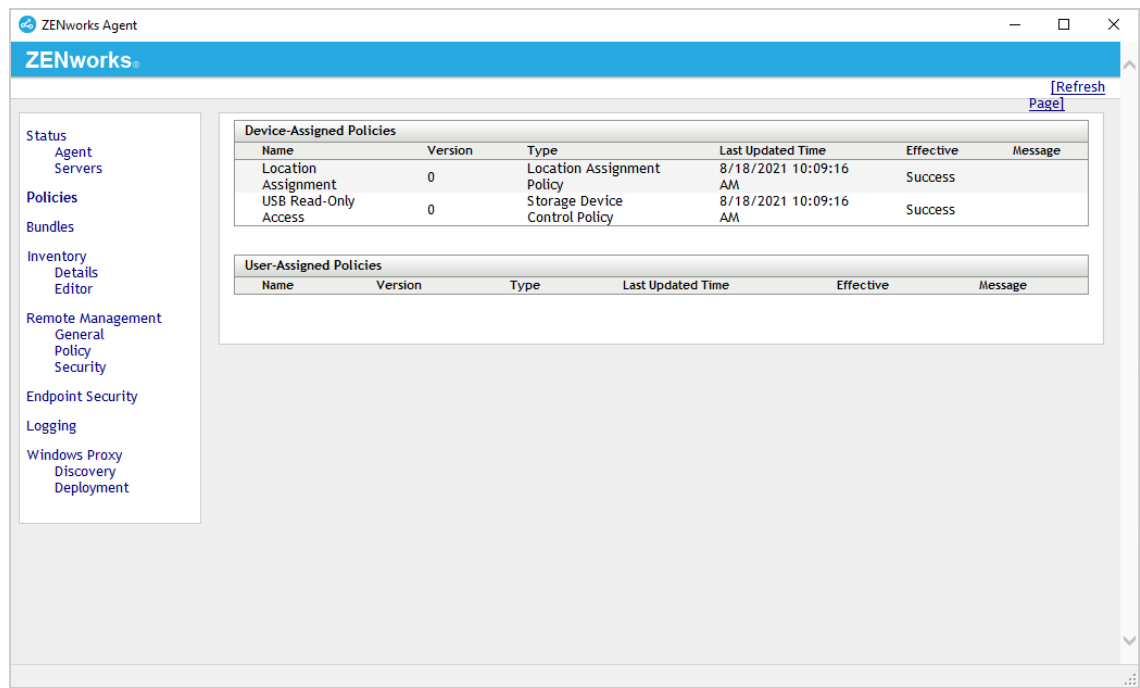 ZENworks Agent
ZENworks®
[Refresh
Page]
Status
Agent
Servers
Policies
Bundles
Inventory
Details
Editor
Remote Management
General
Policy
Security
Endpoint Security
Logging
Windows Proxy
Discovery
Deployment
Device-Assigned Policies
Name Version Type Last Updated Time Effective Message
Location Assignment 0 Location Assignment Policy 8/18/2021 10:09:16 AM Success
USB Read-Only Access 0 Storage Device Control Policy 8/18/2021 10:09:16 AM Success
User-Assigned Policies
Name Version Type Last Updated Time Effective Message